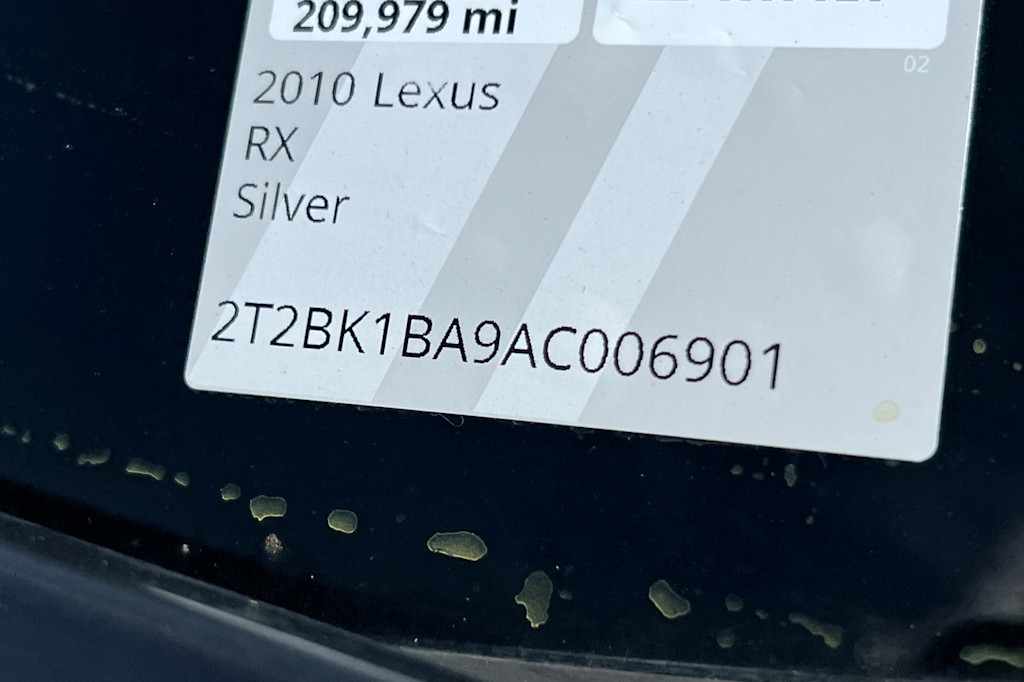 209,979 mi
02
2010 Lexus
RX
Silver
2T2BK1BA9AC006901